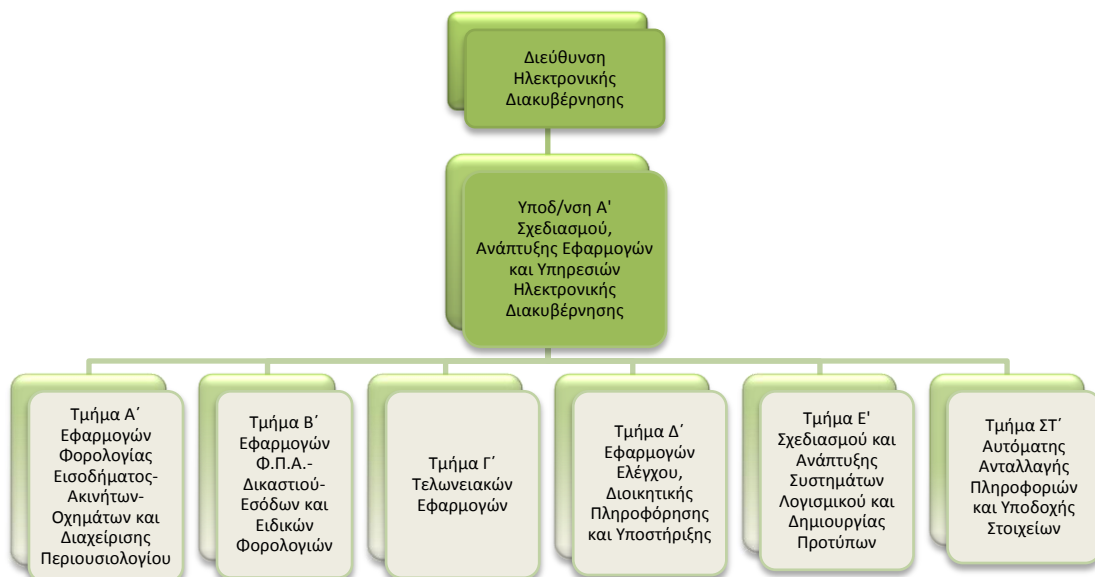 Διεύθυνση
Ηλεκτρονικής
Διακυβέρνησης
Υποδ/νση Α'
Σχεδιασμού,
Ανάπτυξης Εφαρμογών
και Υπηρεσιών
Ηλεκτρονικής
Διακυβέρνησης
Τμήμα Α΄
Εφαρμογών
Φορολογίας
Εισοδήματος-
Ακινήτων-
Οχημάτων και
Διαχείρισης
Περιουσιολογίου
Τμήμα Β΄
Εφαρμογών
Φ.Π.Α.-
Δικαστιού-
Εσόδων και
Ειδικών
Φορολογιών
Τμήμα Γ΄
Τελωνειακών
Εφαρμογών
Τμήμα Δ΄
Εφαρμογών
Ελέγχου,
Διοικητικής
Πληροφόρησης
και Υποστήριξης
Τμήμα Ε'
Σχεδιασμού και
Ανάπτυξης
Συστημάτων
Λογισμικού και
Δημιουργίας
Προτύπων
Τμήμα ΣΤ΄
Αυτόματης
Ανταλλαγής
Πληροφοριών
και Υποδοχής
Στοιχείων